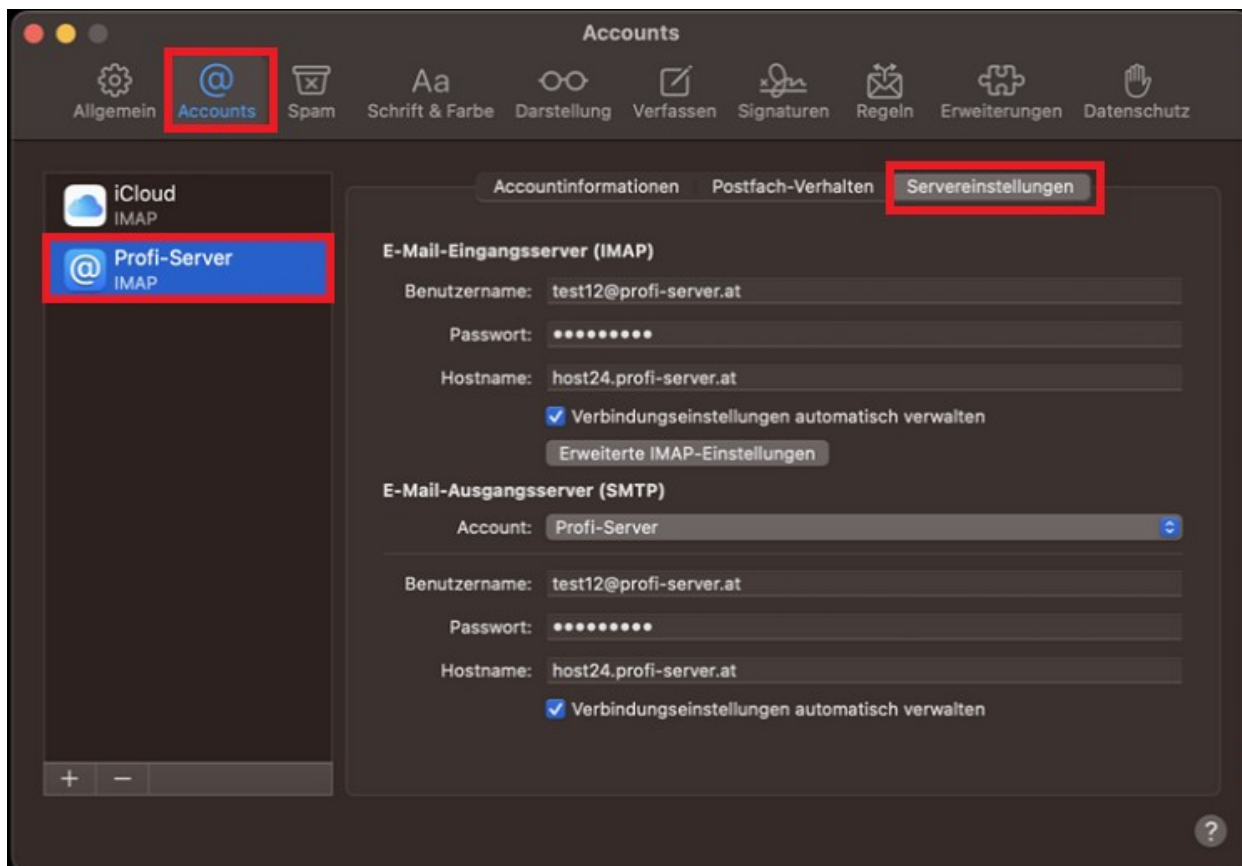 Accounts
Allgemein Accounts Spam Schrift & Farbe Darstellung Verfassen Signaturen Regeln Erweiterungen Datenschutz
iCloud
IMAP
Profi-Server
IMAP
Accountinformationen Postfach-Verhalten Servereinstellungen
E-Mail-Eingangsserver (IMAP)
Benutzername: test12@profi-server.at
Passwort: •••••••••
Hostname: host24.profi-server.at
Verbindungseinstellungen automatisch verwalten
Erweiterte IMAP-Einstellungen
E-Mail-Ausgangsserver (SMTP)
Account: Profi-Server
Benutzername: test12@profi-server.at
Passwort: •••••••••
Hostname: host24.profi-server.at
Verbindungseinstellungen automatisch verwalten